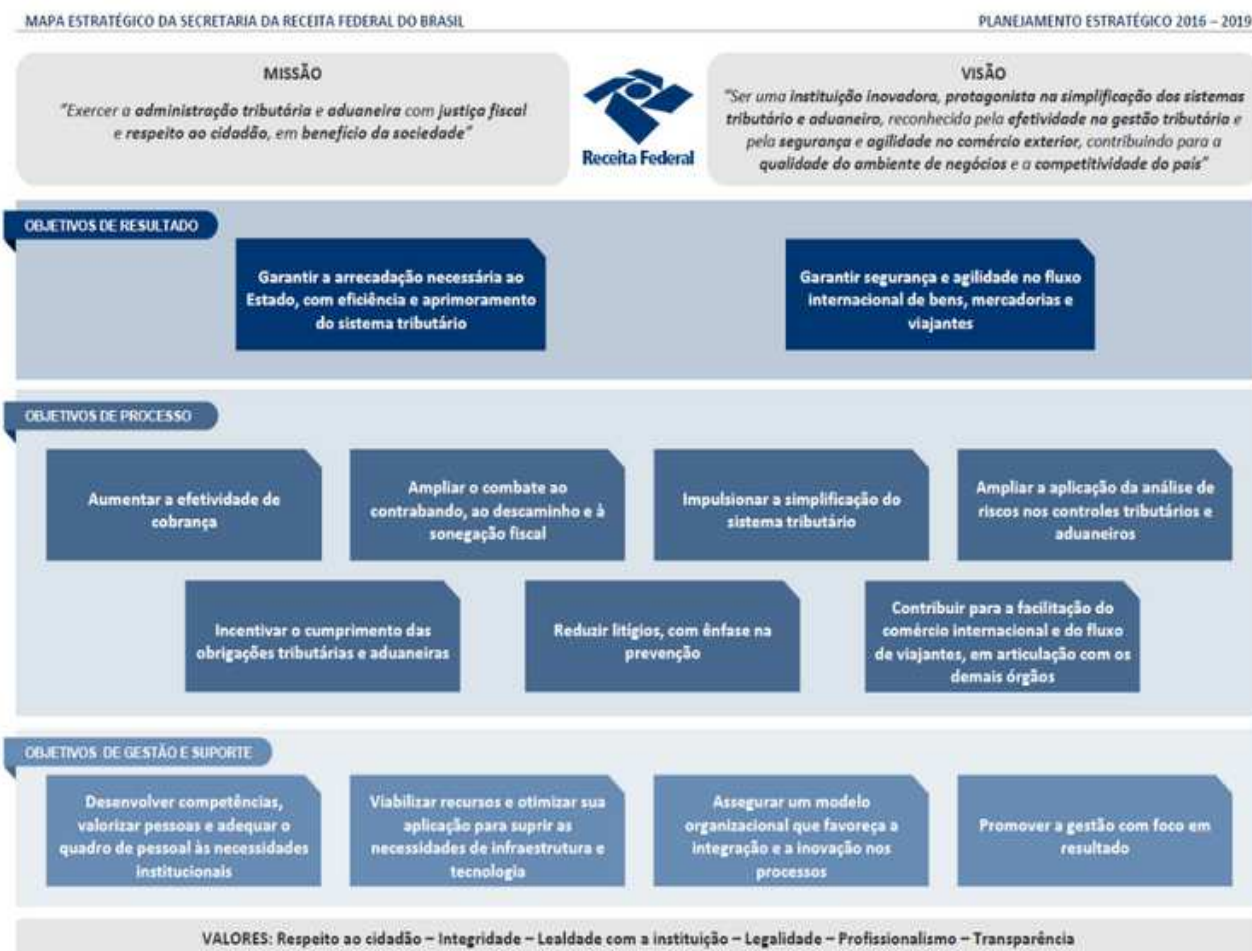 MAPA ESTRATÉGICO DA SECRETARIA DA RECEITA FEDERAL DO BRASIL
PLANEJAMENTO ESTRATÉGICO 2016 – 2019
MISSÃO
"Exercer a administração tributária e aduaneira com justiça fiscal
e respeito ao cidadão, em benefício da sociedade"
Receita Federal
VISÃO
"Ser uma instituição inovadora, protagonista na simplificação dos sistemas
tributário e aduaneiro, reconhecida pela efetividade na gestão tributária e
pela segurança e agilidade no comércio exterior, contribuindo para a
qualidade do ambiente de negócios e a competitividade do país"
OBJETIVOS DE RESULTADO
Garantir a arrecadação necessária ao
Estado, com eficiência e aprimoramento
do sistema tributário
Garantir segurança e agilidade no fluxo
internacional de bens, mercadorias e
viajantes
OBJETIVOS DE PROCESSO
Aumentar a efetividade de
cobrança
Ampliar o combate ao
contrabando, ao descaminho e à
sonegação fiscal
Impulsionar a simplificação do
sistema tributário
Ampliar a aplicação da análise de
riscos nos controles tributários e
aduaneiros
Incentivar o cumprimento das
obrigações tributárias e aduaneiras
Reduzir litígios, com ênfase na
prevenção
Contribuir para a facilitação do
comércio internacional e do fluxo
de viajantes, em articulação com os
demais órgãos
OBJETIVOS DE GESTÃO E SUPORTE
Desenvolver competências,
valorizar pessoas e adequar o
quadro de pessoal às necessidades
institucionais
Viabilizar recursos e otimizar sua
aplicação para suprir as
necessidades de infraestrutura e
tecnologia
Assegurar um modelo
organizacional que favoreça a
integração e a inovação nos
processos
Promover a gestão com foco em
resultado
VALORES: Respeito ao cidadão – Integridade – Lealdade com a instituição – Legalidade – Profissionalismo – Transparência